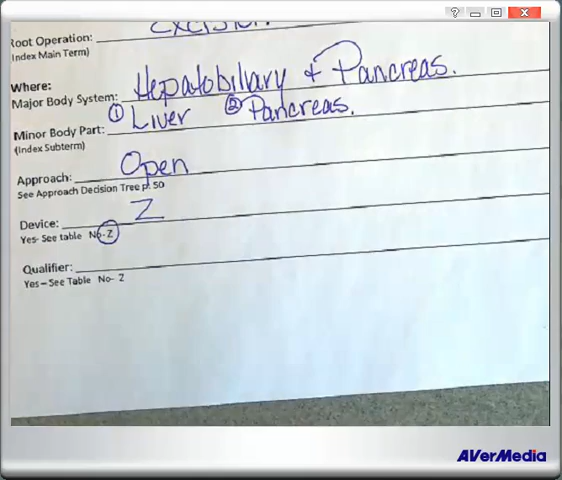 Root Operation: Excision
(Index Main Term)
Where:
Major Body System: Hepatobiliary & Pancreas.
Minor Body Part: ① Liver ② Pancreas.
(Index Subterm)
Approach: Open
See Approach Decision Tree p. 50
Device: Z
Yes- See table No-Z
Qualifier:
Yes – See Table No- Z
AVerMedia